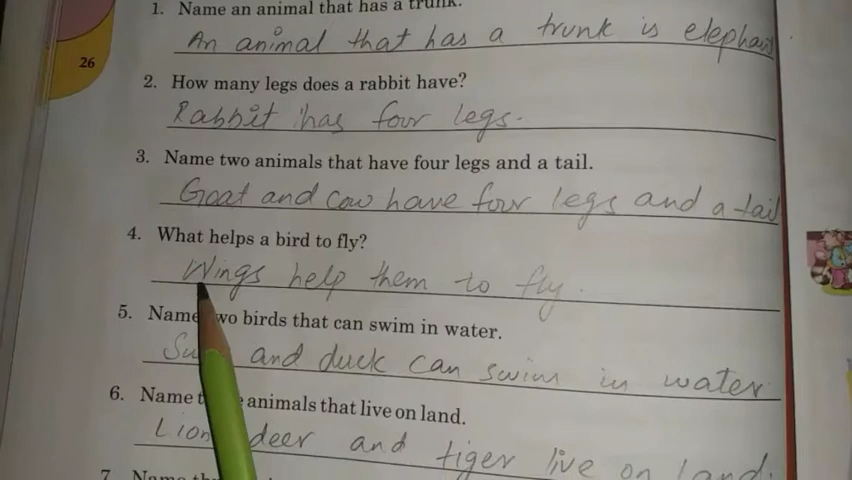 1. Name an animal that has a trunk.
An animal that has a trunk is elephant
26
2. How many legs does a rabbit have?
Rabbit has four legs.
3. Name two animals that have four legs and a tail.
Goat and cow have four legs and a tail
4. What helps a bird to fly?
Wings help them to fly.
5. Name two birds that can swim in water.
and duck can swim in water
6. Name animals that live on land.
Lion deer and tiger live on land.
7. Name